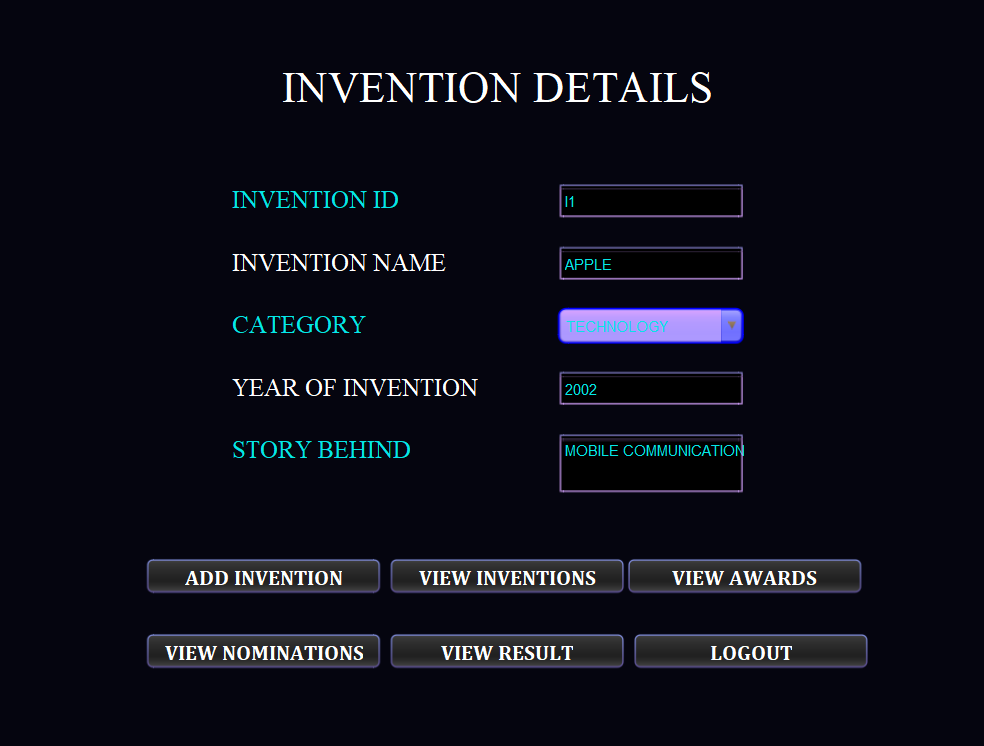 INVENTION DETAILS
INVENTION ID I1
INVENTION NAME APPLE
CATEGORY TECHNOLOGY
YEAR OF INVENTION 2002
STORY BEHIND MOBILE COMMUNICATION
ADD INVENTION VIEW INVENTIONS VIEW AWARDS
VIEW NOMINATIONS VIEW RESULT LOGOUT